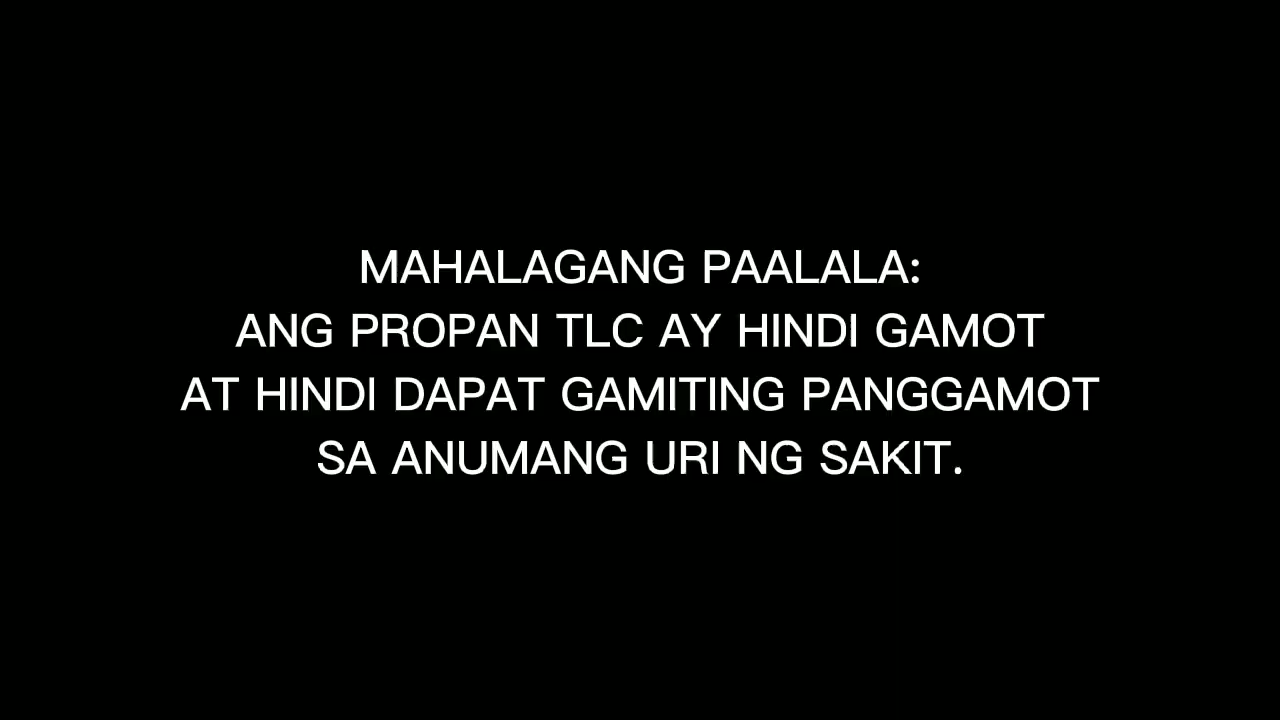 MAHALAGANG PAALALA:
ANG PROPAN TLC AY HINDI GAMOT
AT HINDI DAPAT GAMITING PANGGAMOT
SA ANUMANG URI NG SAKIT.